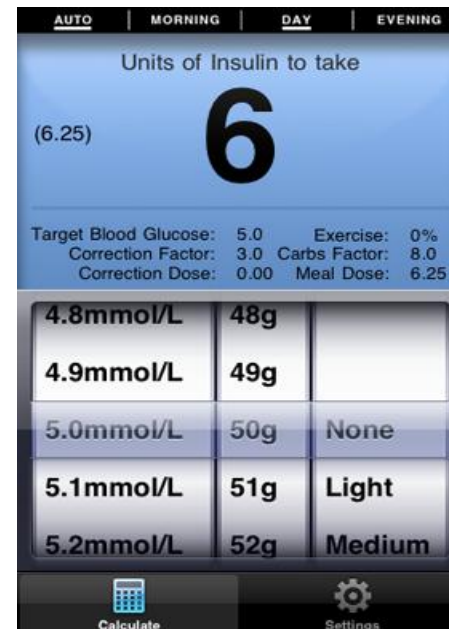 AUTO | MORNING | DAY | EVENING
Units of Insulin to take
(6.25) 6
Target Blood Glucose: 5.0 Exercise: 0%
Correction Factor: 3.0 Carbs Factor: 8.0
Correction Dose: 0.00 Meal Dose: 6.25
4.8mmol/L 48g
4.9mmol/L 49g
5.0mmol/L 50g None
5.1mmol/L 51g Light
5.2mmol/L 52g Medium
Calculate Settings